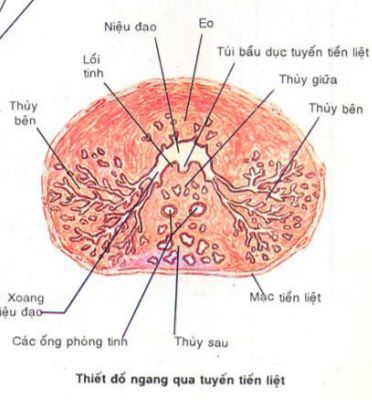 Niệu đạo
Eo
Túi bầu dục tuyến tiền liệt
Lồi
tinh
Thùy giữa
Thùy
bên
Thùy bên
Xoang
iệu đạo
Mạc tiền liệt
Các ống phóng tinh
Thùy sau
Thiết đồ ngang qua tuyến tiền liệt